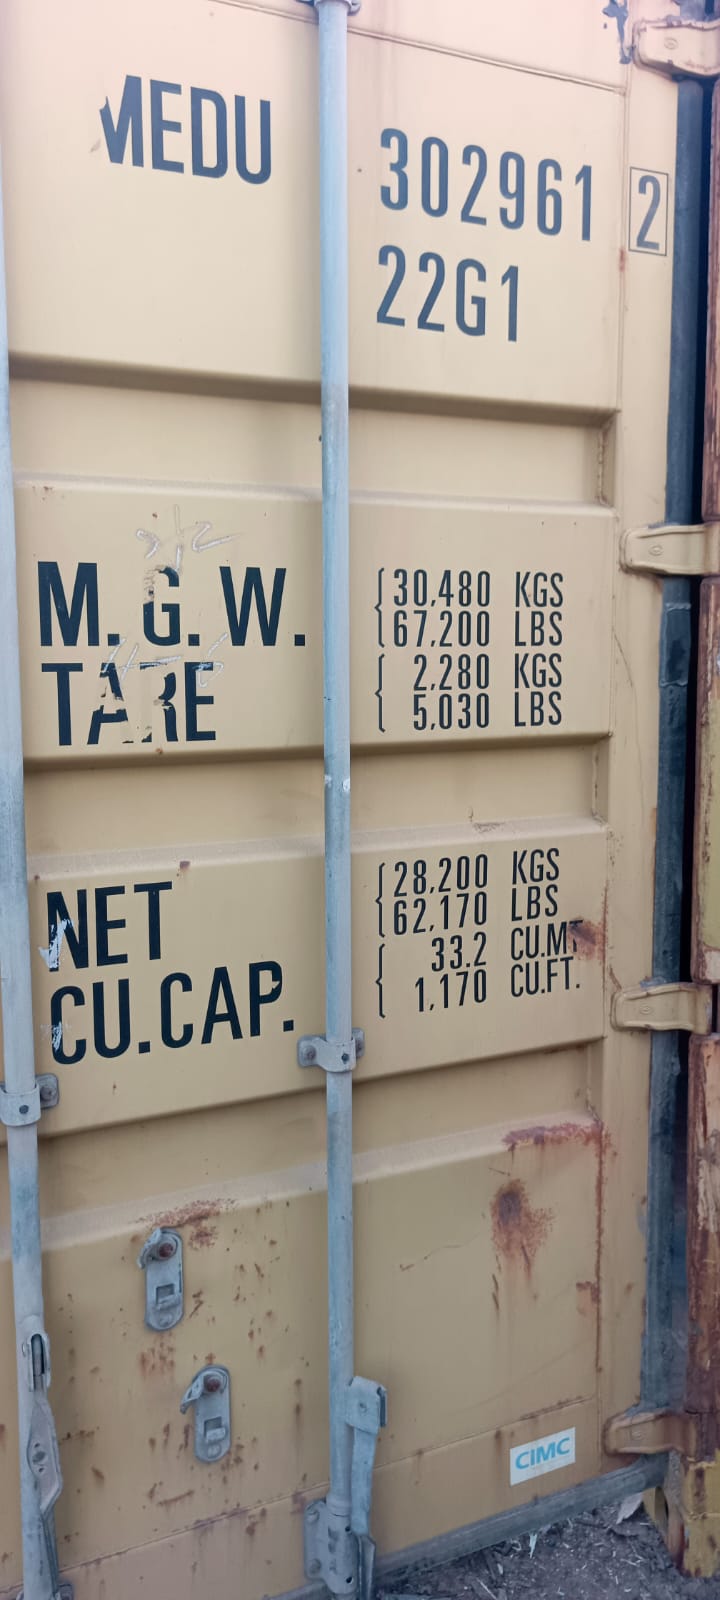 MEDU 302961 2
22G1
M.G.W. 30,480 KGS
67,200 LBS
TARE 2,280 KGS
5,030 LBS
NET 28,200 KGS
62,170 LBS
CU.CAP. 33.2 CU.MT
1,170 CU.FT.
CIMC